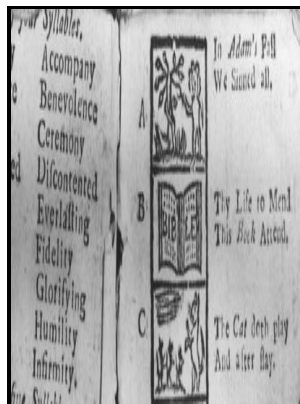 Syllables.
Accompany
Benevolence
Ceremony
Diſcontented
Everlaſting
Fidelity
Glorifying
Humility
Infirmity.
A
In Adam's Fall
We Sinned all.
B
BIBLE
Thy Life to Mend
This Book Attend.
C
The Cat doth play
And after ſlay.